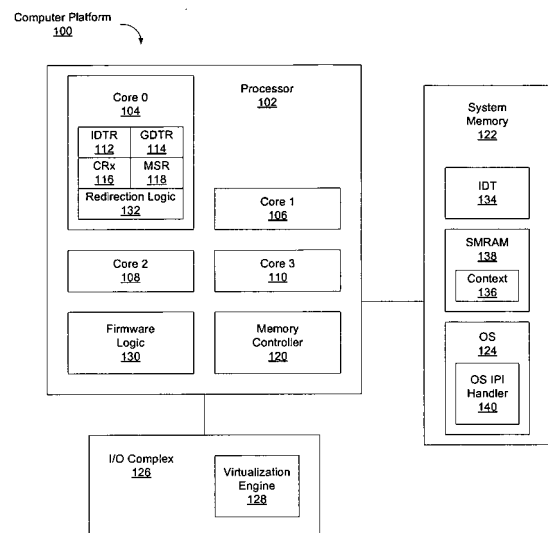 Computer Platform
100
Processor
102
Core 0
104
IDTR
112
GDTR
114
CRx
116
MSR
118
Redirection Logic
132
Core 1
106
Core 2
108
Core 3
110
Firmware
Logic
130
Memory
Controller
120
System
Memory
122
IDT
134
SMRAM
138
Context
136
OS
124
OS IPI
Handler
140
I/O Complex
126
Virtualization
Engine
128